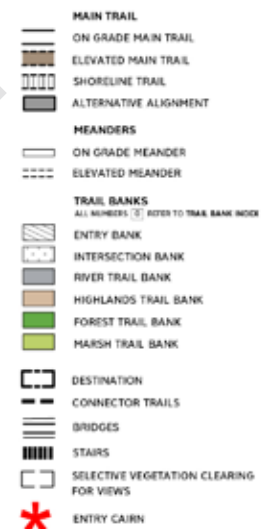 MAIN TRAIL
ON GRADE MAIN TRAIL
ELEVATED MAIN TRAIL
SHORELINE TRAIL
ALTERNATIVE ALIGNMENT
MEANDERS
ON GRADE MEANDER
ELEVATED MEANDER
TRAIL BANKS
ALL NUMBERS 0 REFER TO TRAIL BANK INDEX
ENTRY BANK
INTERSECTION BANK
RIVER TRAIL BANK
HIGHLANDS TRAIL BANK
FOREST TRAIL BANK
MARSH TRAIL BANK
DESTINATION
CONNECTOR TRAILS
BRIDGES
STAIRS
SELECTIVE VEGETATION CLEARING
FOR VIEWS
ENTRY CAIRN